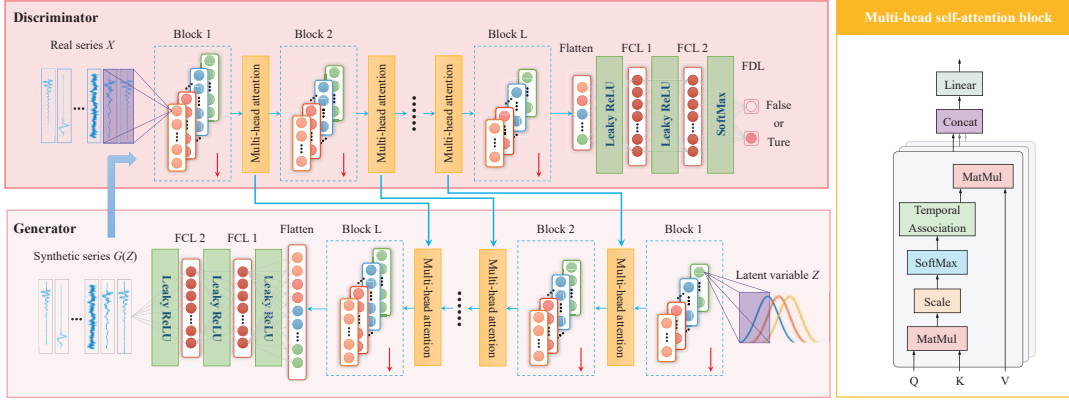 Discriminator
Real series X
Block 1
Multi-head attention
Block 2
Multi-head attention
Multi-head attention
Block L
Flatten
Leaky ReLU
FCL 1
Leaky ReLU
FCL 2
SoftMax
FDL
False
or
Ture
Generator
Synthetic series G(Z)
Leaky ReLU
FCL 2
Leaky ReLU
FCL 1
Leaky ReLU
Flatten
Block L
Multi-head attention
Multi-head attention
Block 2
Multi-head attention
Block 1
Latent variable Z
Multi-head self-attention block
Linear
Concat
MatMul
Temporal
Association
SoftMax
Scale
MatMul
Q K V